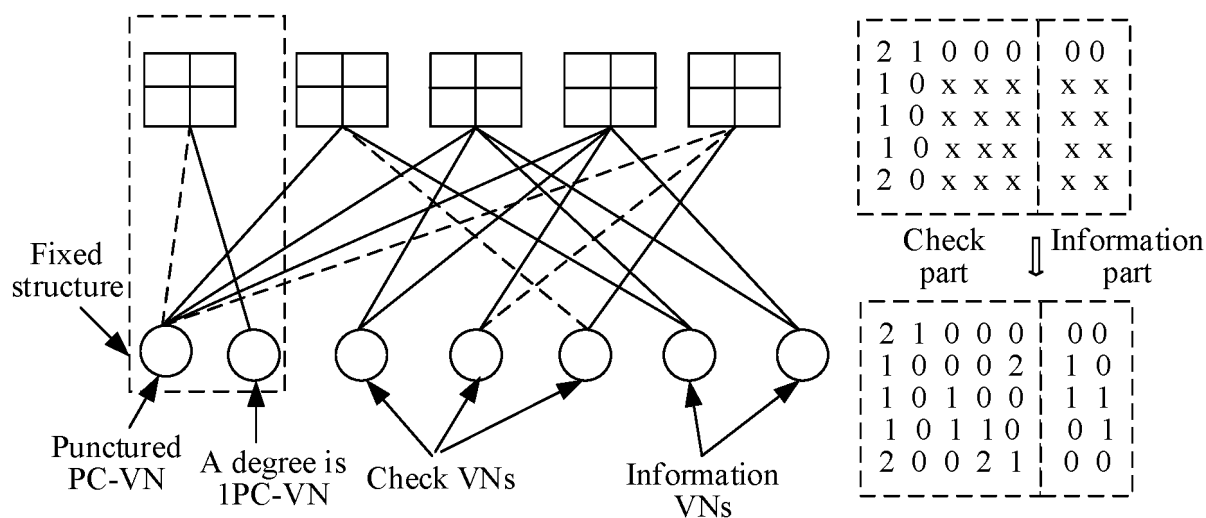 2 1 0 0 0 0 0
1 0 x x x x x
1 0 x x x x x
1 0 x x x x x
2 0 x x x x x
Check
part
Information
part
Fixed
structure
2 1 0 0 0 0 0
1 0 0 0 2 1 0
1 0 1 0 0 1 1
1 0 1 1 0 0 1
2 0 0 2 1 0 0
Punctured
PC-VN
A degree is
1PC-VN
Check VNs
Information
VNs